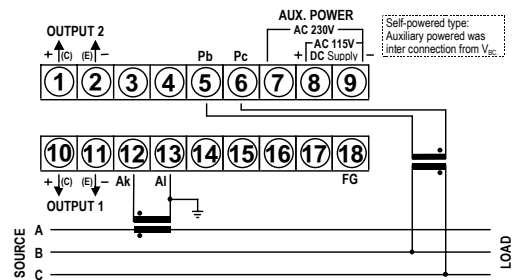 AUX. POWER
AC 230V
AC 115V
DC Supply
+ –
Self-powered type:
Auxiliary powered was
inter connection from VBC.
OUTPUT 2
+ (C) (E) –
Pb Pc
1 2 3 4 5 6 7 8 9
10 11 12 13 14 15 16 17 18
+ (C) (E) –
OUTPUT 1
Ak Al
FG
SOURCE
A
B
C
LOAD